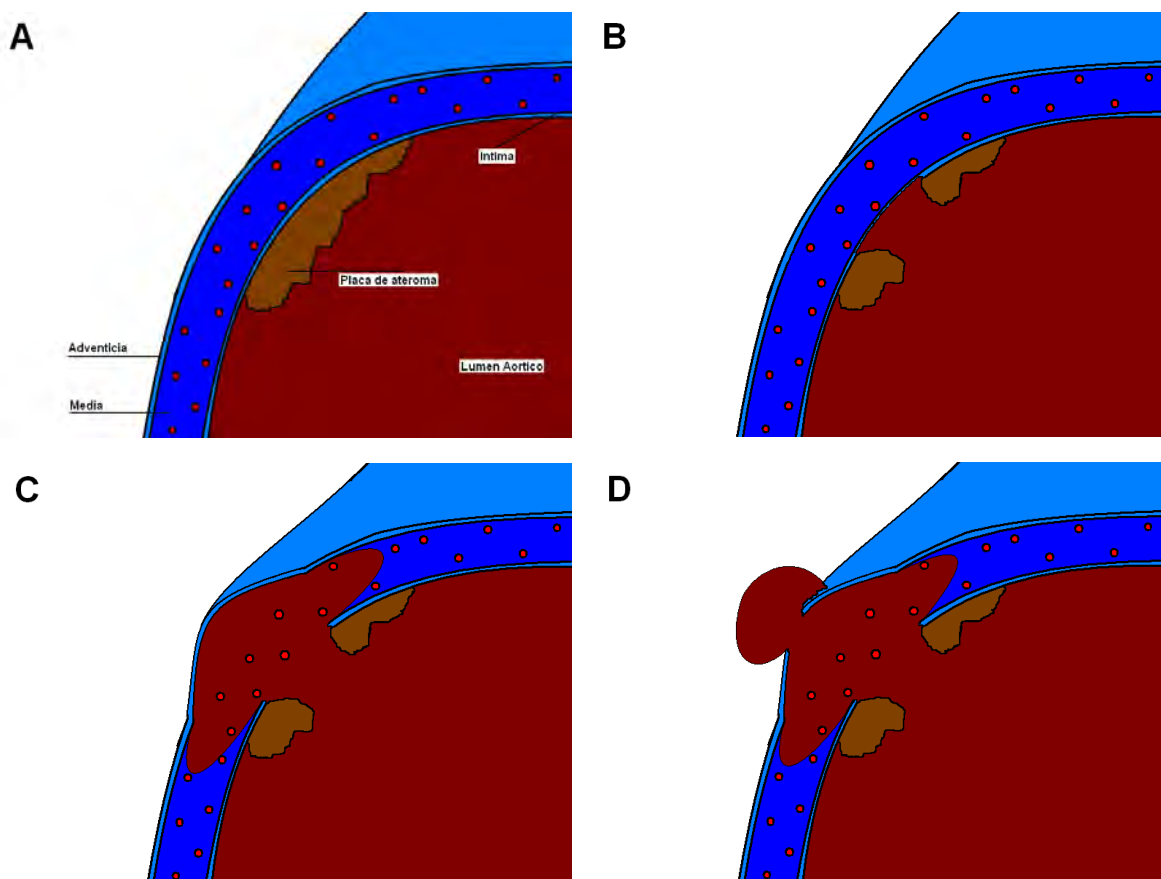 A
B
Intima
Placa de ateroma
Adventicia
Lumen Aortico
Media
C
D